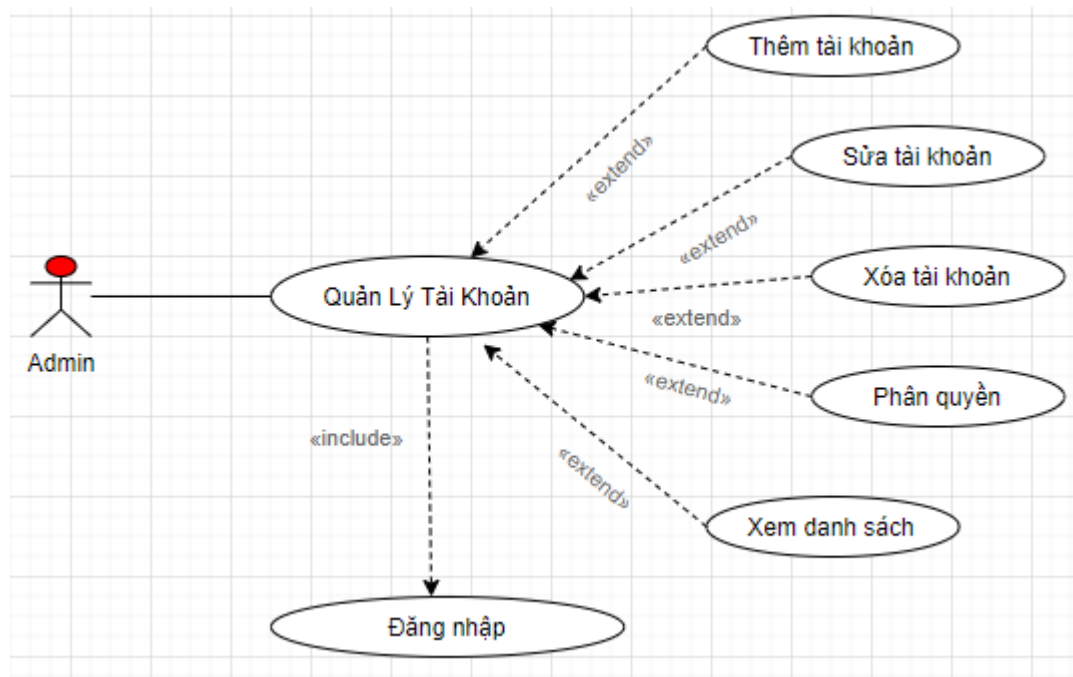 Thêm tài khoản
«extend»
Sửa tài khoản
«extend»
Xóa tài khoản
Quản Lý Tài Khoản
«extend»
Admin
«extend»
Phân quyền
«include»
«extend»
Xem danh sách
Đăng nhập